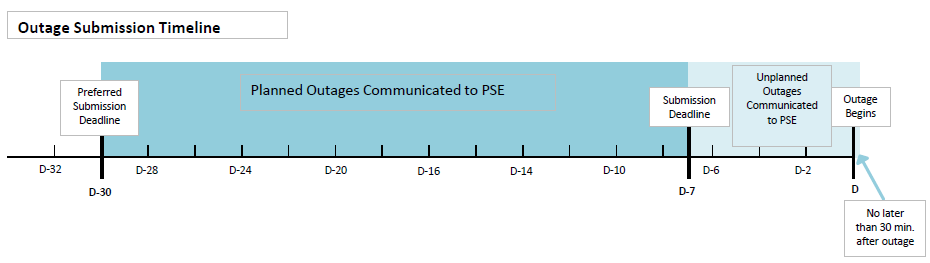 Outage Submission Timeline
Preferred
Submission
Deadline
Planned Outages Communicated to PSE
Submission
Deadline
Unplanned
Outages
Communicated
to PSE
Outage
Begins
D-32
D-28
D-24
D-20
D-16
D-14
D-10
D-6
D-2
D-30
D-7
D
No later
than 30 min.
after outage